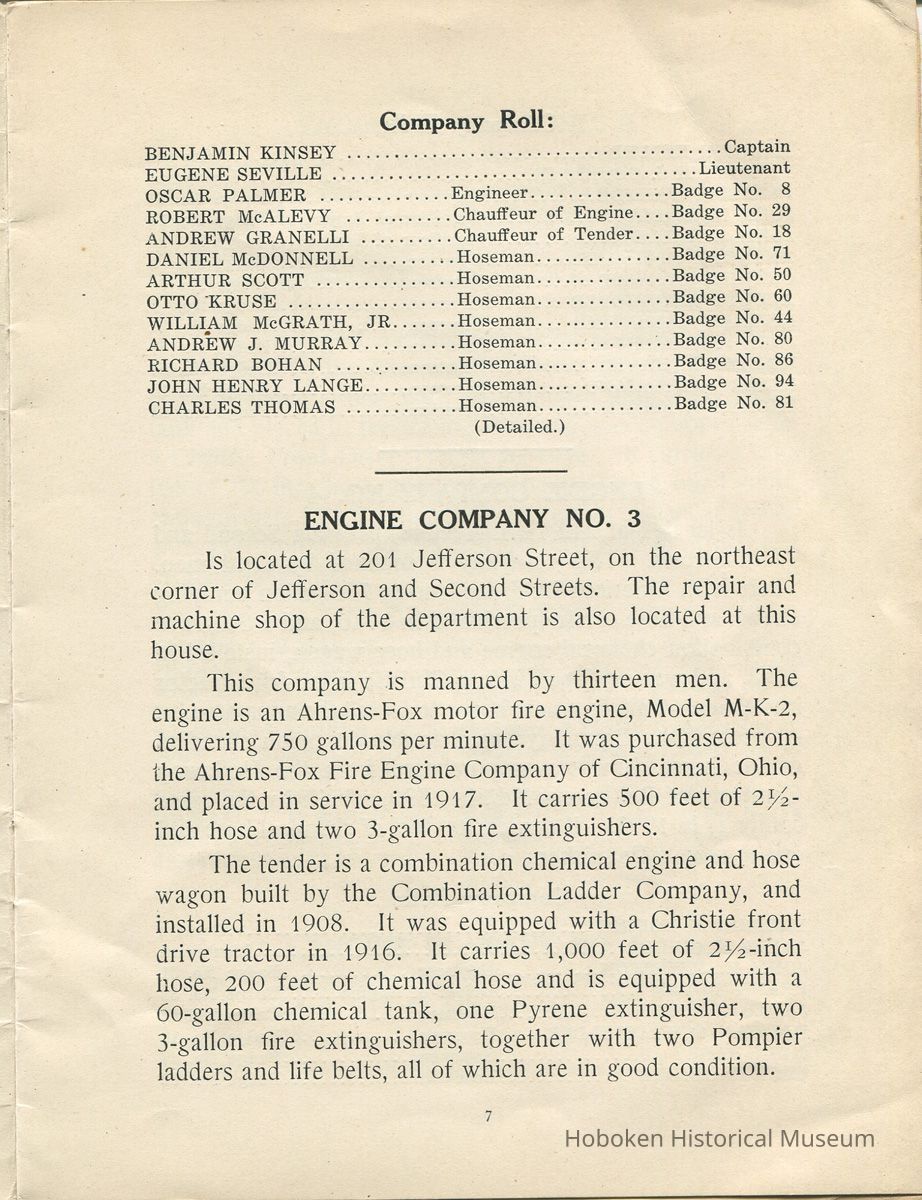 Company Roll:
BENJAMIN KINSEY ........................................Captain
EUGENE SEVILLE ......................................Lieutenant
OSCAR PALMER ..............Engineer...............Badge No. 8
ROBERT McALEVY ............Chauffeur of Engine....Badge No. 29
ANDREW GRANELLI ..........Chauffeur of Tender....Badge No. 18
DANIEL McDONNELL ..........Hoseman...............Badge No. 71
ARTHUR SCOTT ...............Hoseman...............Badge No. 50
OTTO KRUSE ..................Hoseman...............Badge No. 60
WILLIAM McGRATH, JR.......Hoseman...............Badge No. 44
ANDREW J. MURRAY..........Hoseman...............Badge No. 80
RICHARD BOHAN .............Hoseman...............Badge No. 86
JOHN HENRY LANGE..........Hoseman...............Badge No. 94
CHARLES THOMAS ............Hoseman...............Badge No. 81
(Detailed.)
ENGINE COMPANY NO. 3
Is located at 201 Jefferson Street, on the northeast
corner of Jefferson and Second Streets. The repair and
machine shop of the department is also located at this
house.
This company is manned by thirteen men. The
engine is an Ahrens-Fox motor fire engine, Model M-K-2,
delivering 750 gallons per minute. It was purchased from
the Ahrens-Fox Fire Engine Company of Cincinnati, Ohio,
and placed in service in 1917. It carries 500 feet of 2½-
inch hose and two 3-gallon fire extinguishers.
The tender is a combination chemical engine and hose
wagon built by the Combination Ladder Company, and
installed in 1908. It was equipped with a Christie front
drive tractor in 1916. It carries 1,000 feet of 2½-inch
hose, 200 feet of chemical hose and is equipped with a
60-gallon chemical tank, one Pyrene extinguisher, two
3-gallon fire extinguishers, together with two Pompier
ladders and life belts, all of which are in good condition.
7
Hoboken Historical Museum